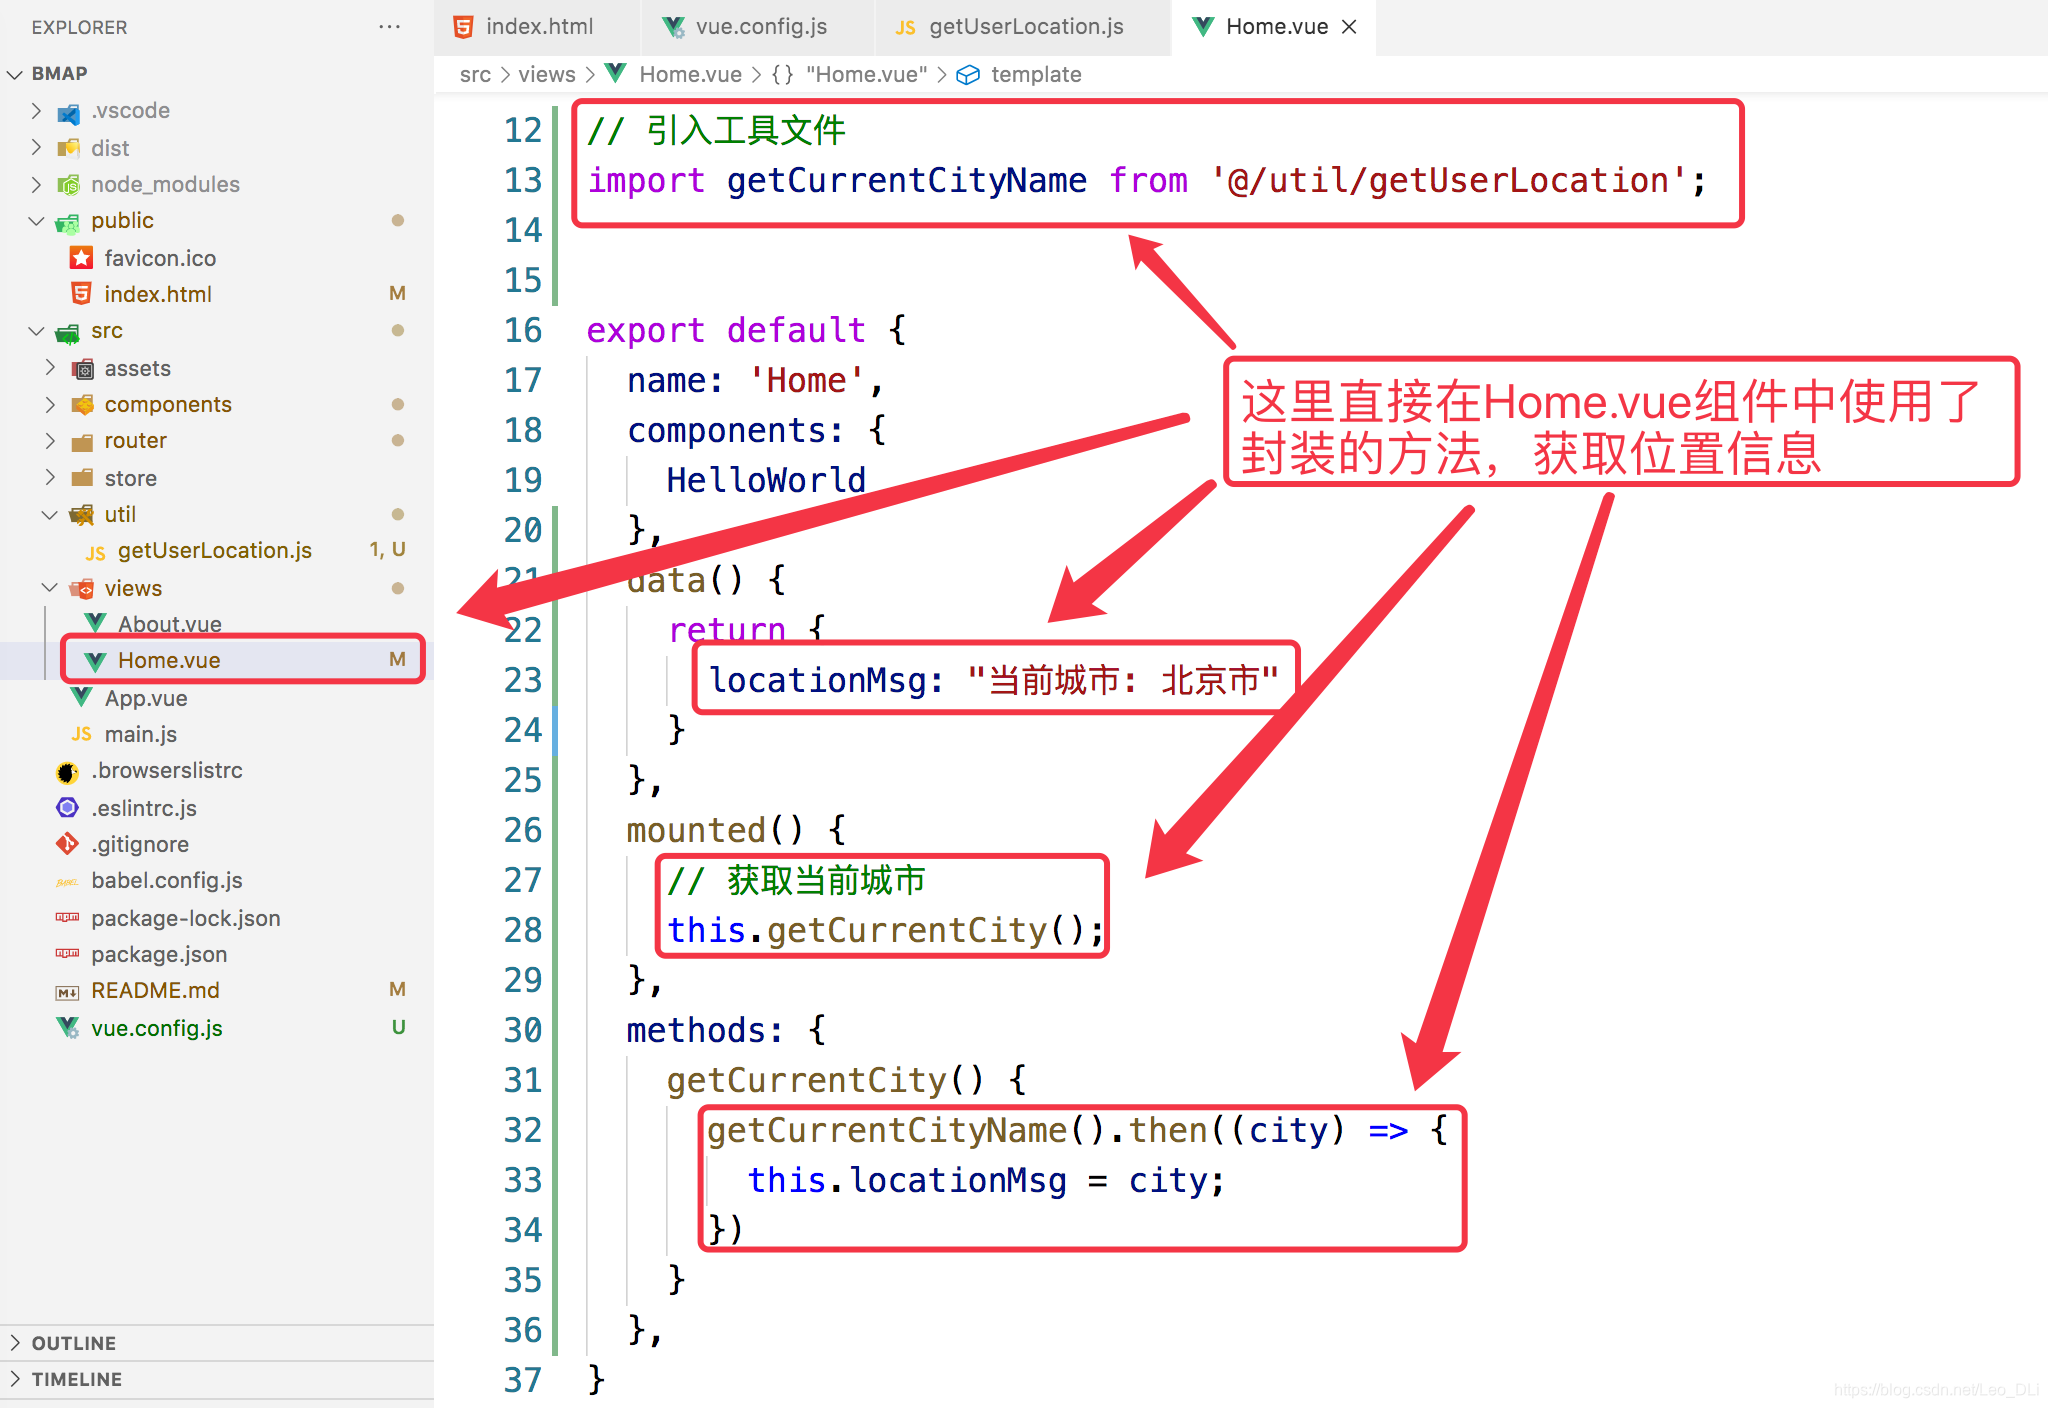 EXPLORER
BMAP
.vscode
dist
node_modules
public
favicon.ico
index.html M
src
assets
components
router
store
util
getUserLocation.js 1, U
views
About.vue
Home.vue M
App.vue
main.js
.browserslistrc
.eslintrc.js
.gitignore
babel.config.js
package-lock.json
package.json
README.md M
vue.config.js U
OUTLINE
TIMELINE
index.html vue.config.js JS getUserLocation.js Home.vue
src > views > Home.vue > {} "Home.vue" > template
12 // 引入工具文件
13 import getCurrentCityName from '@/util/getUserLocation';
14
15
16 export default {
17 name: 'Home',
18 components: {
19 HelloWorld
20 },
21 data() {
22 return {
23 locationMsg: "当前城市: 北京市"
24 }
25 },
26 mounted() {
27 // 获取当前城市
28 this.getCurrentCity();
29 },
30 methods: {
31 getCurrentCity() {
32 getCurrentCityName().then((city) => {
33 this.locationMsg = city;
34 })
35 }
36 },
37 }
这里直接在Home.vue组件中使用了
封装的方法，获取位置信息
https://blog.csdn.net/Leo_DLi